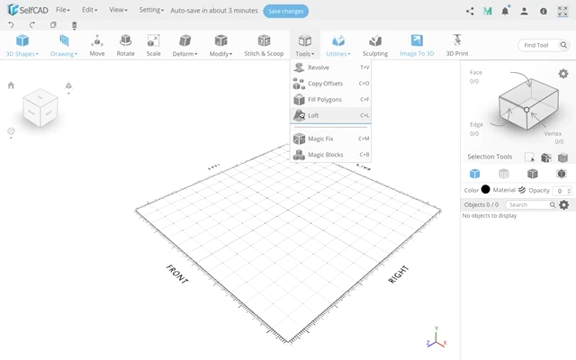 SELFCAD File Edit View Setting Auto-save in about 3 minutes Save changes
3D Shapes Drawing Move Rotate Scale Deform Modify Stitch & Scoop Tools Utilities Sculpting Image To 3D 3D Print Find Tool
Revolve T+V
Copy Offsets C+O
Fill Polygons C+F
Loft C+L
Magic Fix C+M
Magic Blocks C+B
Face
0/0
Edge
0/0
Vertex
0/0
Selection Tools
Color Material Opacity 0
Objects 0 / 0 Search
No objects to display
FRONT
RIGHT
Y
Z
X